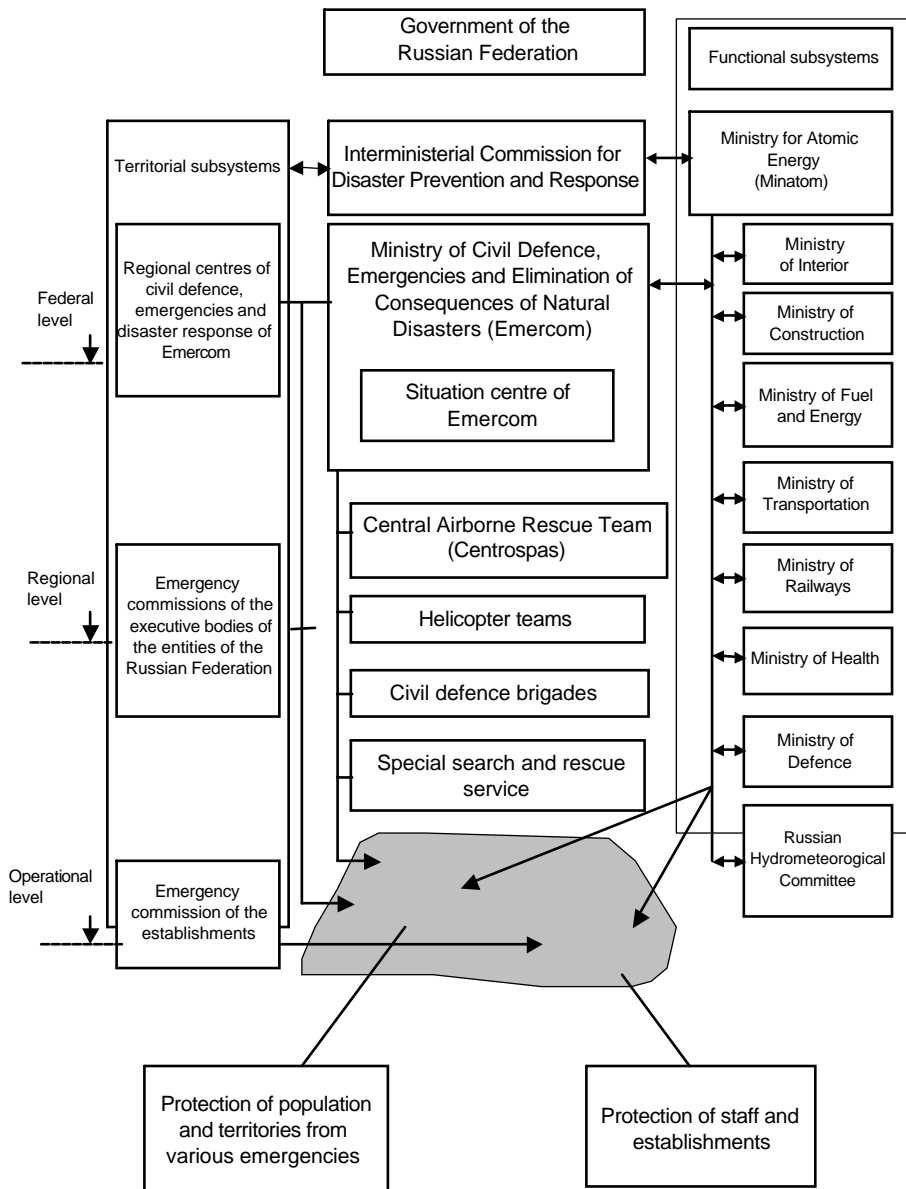 Government of the
Russian Federation
Functional subsystems
Territorial subsystems
Interministerial Commission for
Disaster Prevention and Response
Ministry for Atomic
Energy
(Minatom)
Federal
level
Regional centres of
civil defence,
emergencies and
disaster response of
Emercom
Ministry of Civil Defence,
Emergencies and Elimination of
Consequences of Natural
Disasters (Emercom)
Situation centre of
Emercom
Ministry
of Interior
Ministry of
Construction
Ministry of Fuel
and Energy
Ministry of
Transportation
Ministry of
Railways
Ministry of Health
Ministry of
Defence
Russian
Hydrometeorogical
Committee
Central Airborne Rescue Team
(Centrospas)
Helicopter teams
Civil defence brigades
Special search and rescue
service
Regional
level
Emergency
commissions of the
executive bodies of
the entities of the
Russian Federation
Operational
level
Emergency
commission of the
establishments
Protection of population
and territories from
various emergencies
Protection of staff and
establishments